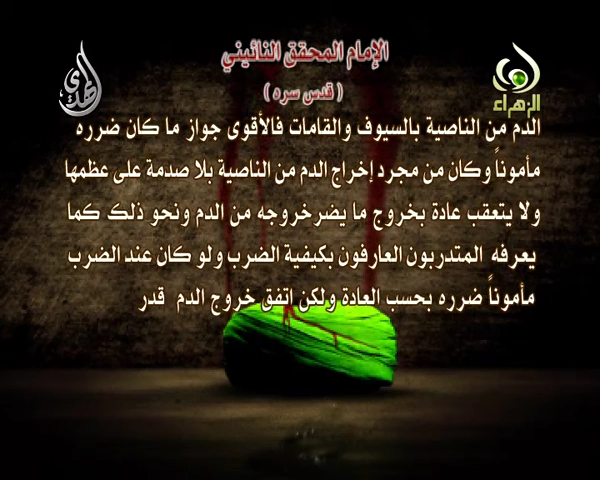 الإمام المحقق النائيني
( قدس سره )
الهدى
الزهراء
الدم من الناصية بالسيوف والقامات فالأقوى جواز ما كان ضرره
مأموناً وكان من مجرد إخراج الدم من الناصية بلا صدمة على عظمها
ولا يتعقب عادة بخروج ما يضر خروجه من الدم ونحو ذلك كما
يعرفه المتدربون العارفون بكيفية الضرب ولو كان عند الضرب
مأموناً ضرره بحسب العادة ولكن اتفق خروج الدم قدر